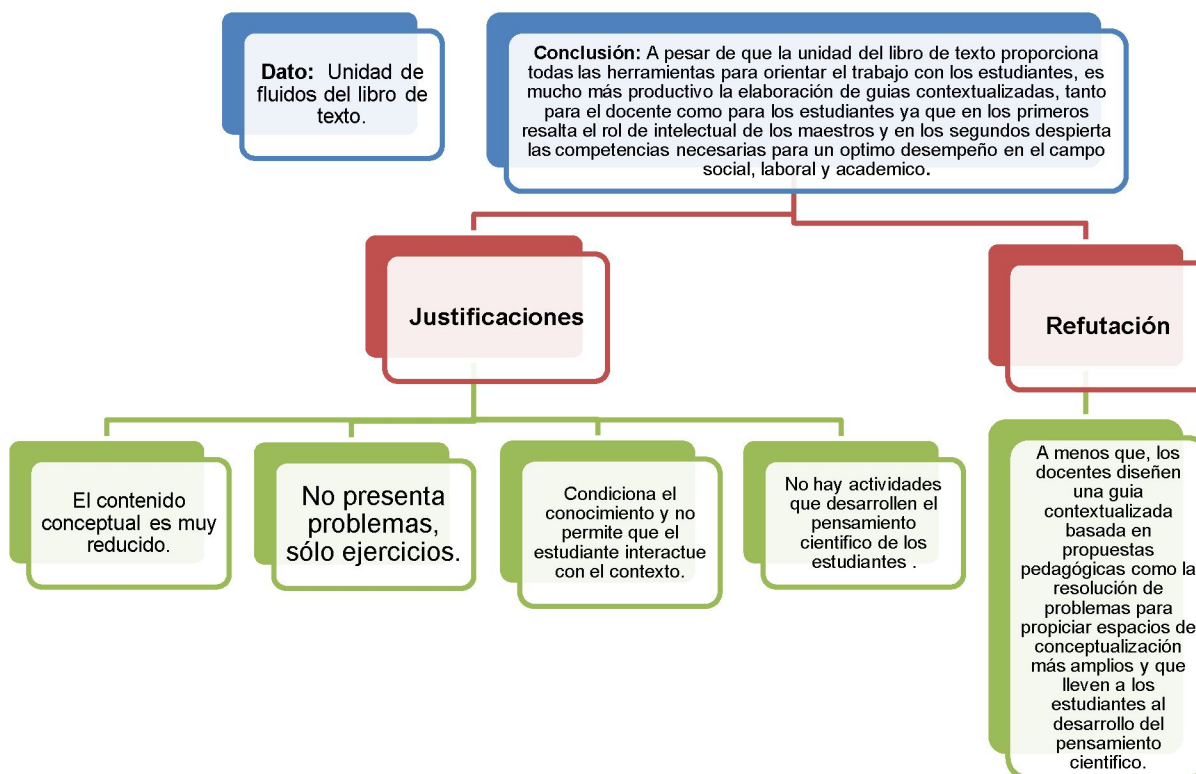 Dato: Unidad de
fluidos del libro de
texto.
Conclusión: A pesar de que la unidad del libro de texto proporciona
todas las herramientas para orientar el trabajo con los estudiantes, es
mucho más productivo la elaboración de guias contextualizadas, tanto
para el docente como para los estudiantes ya que en los primeros
resalta el rol de intelectual de los maestros y en los segundos despierta
las competencias necesarias para un optimo desempeño en el campo
social, laboral y academico.
Justificaciones
Refutación
El contenido
conceptual es muy
reducido.
No presenta
problemas,
sólo ejercicios.
Condiciona el
conocimiento y no
permite que el
estudiante interactue
con el contexto.
No hay actividades
que desarrollen el
pensamiento
cientifico de los
estudiantes .
A menos que, los
docentes diseñen
una guia
contextualizada
basada en
propuestas
pedagógicas como la
resolución de
problemas para
propiciar espacios de
conceptualización
más amplios y que
lleven a los
estudiantes al
desarrollo del
pensamiento
cientifico.